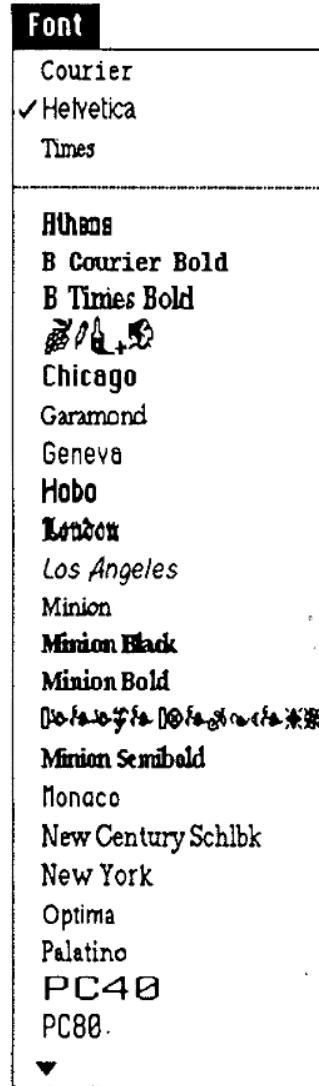 Font
Courier
✓Helvetica
Times
Athens
B Courier Bold
B Times Bold
Chicago
Garamond
Geneva
Hobo
London
Los Angeles
Minion
Minion Black
Minion Bold
Minion Semibold
Monaco
New Century Schlbk
New York
Optima
Palatino
PC40
PC80